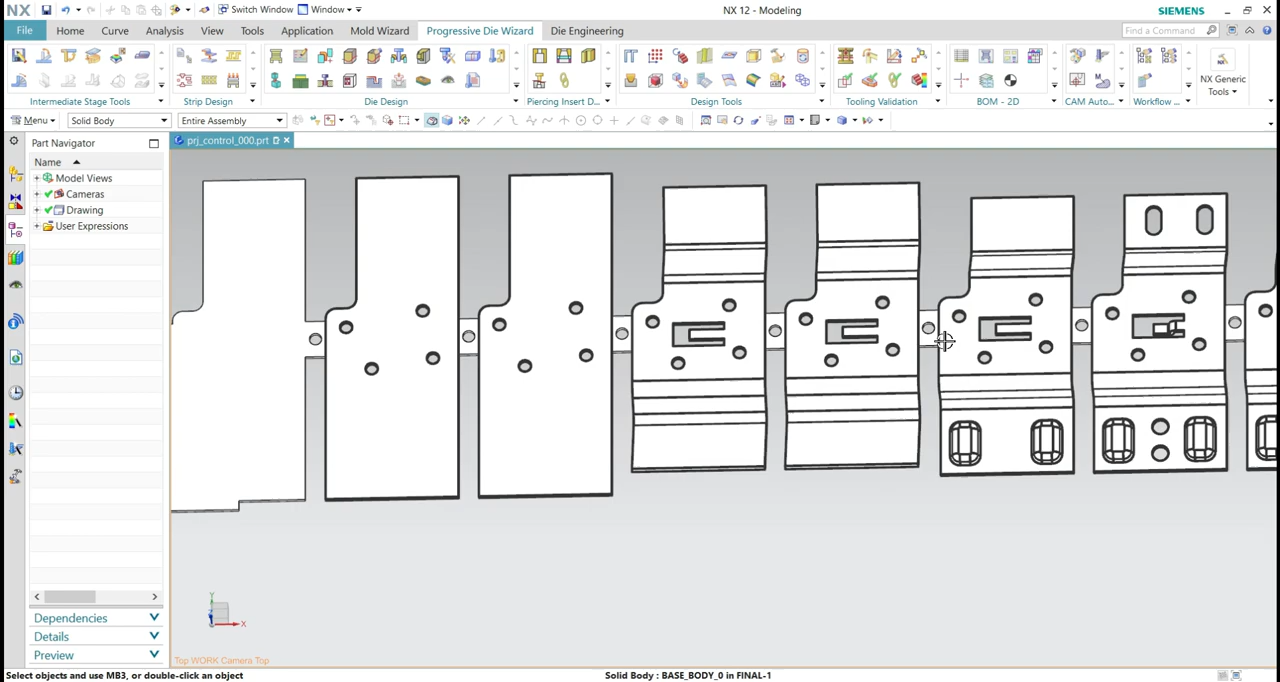 NX
Switch Window
Window
NX 12 - Modeling
SIEMENS
File
Home
Curve
Analysis
View
Tools
Application
Mold Wizard
Progressive Die Wizard
Die Engineering
Find a Command
NX Generic
Tools
Intermediate Stage Tools
Strip Design
Die Design
Piercing Insert D...
Design Tools
Tooling Validation
BOM - 2D
CAM Auto...
Workflow ...
Menu
Solid Body
Entire Assembly
Part Navigator
prj_control_000.prt
Name
Model Views
Cameras
Drawing
User Expressions
Dependencies
Details
Preview
Y
X
Top WORK Camera Top
Select objects and use MB3, or double-click an object
Solid Body : BASE_BODY_0 in FINAL-1